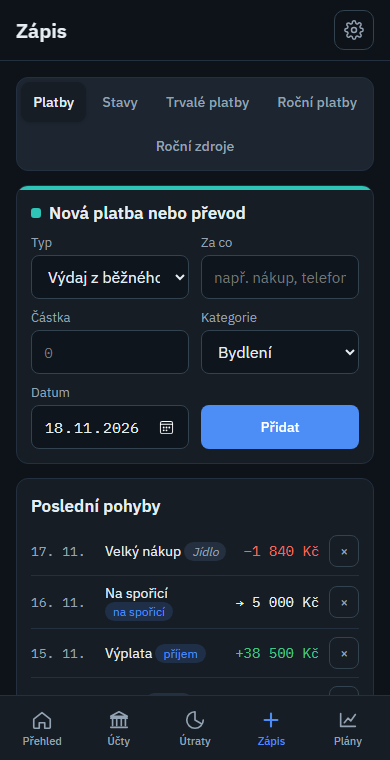 Zápis
Platby Stavy Trvalé platby Roční platby
Roční zdroje
Nová platba nebo převod
Typ Za co
Výdaj z běžnéhc např. nákup, telefor
Částka Kategorie
0 Bydlení
Datum
18.11.2026 Přidat
Poslední pohyby
17. 11. Velký nákup Jídlo −1 840 Kč ×
16. 11. Na spořicí → 5 000 Kč ×
na spořicí
15. 11. Výplata příjem +38 500 Kč ×
Přehled Účty Útraty Zápis Plány